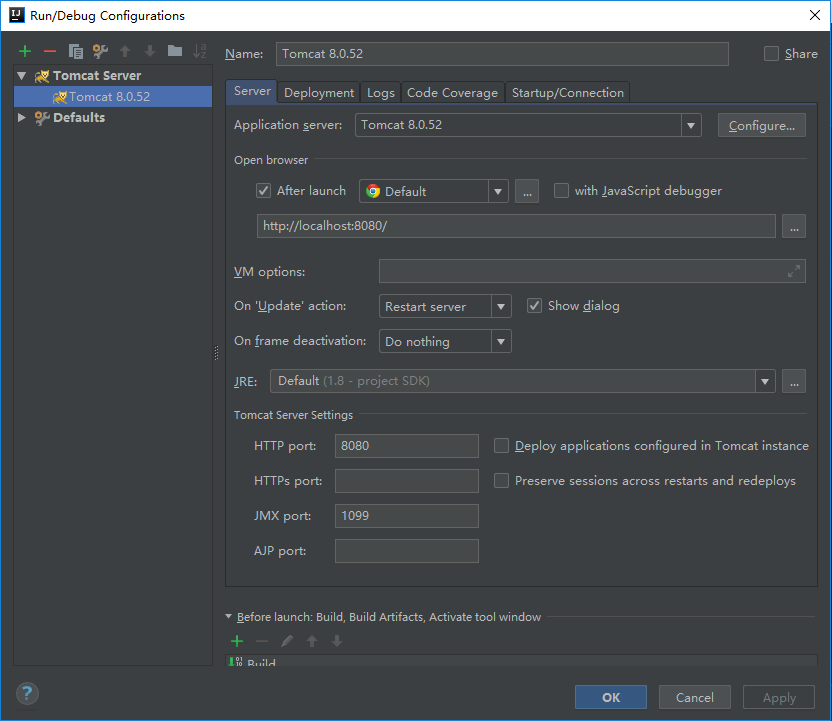 Run/Debug Configurations
Name: Tomcat 8.0.52 Share
Tomcat Server
Tomcat 8.0.52
Defaults
Server Deployment Logs Code Coverage Startup/Connection
Application server: Tomcat 8.0.52 Configure...
Open browser
After launch Default ... with JavaScript debugger
http://localhost:8080/ ...
VM options:
On 'Update' action: Restart server Show dialog
On frame deactivation: Do nothing
JRE: Default (1.8 - project SDK) ...
Tomcat Server Settings
HTTP port: 8080 Deploy applications configured in Tomcat instance
HTTPs port: Preserve sessions across restarts and redeploys
JMX port: 1099
AJP port:
Before launch: Build, Build Artifacts, Activate tool window
Build
? OK Cancel Apply